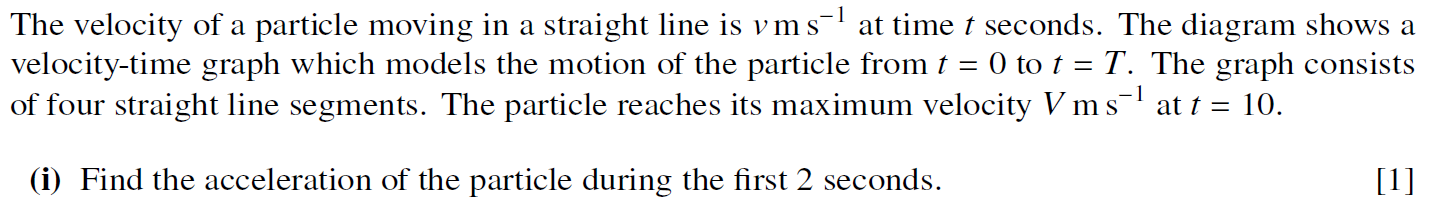 The velocity of a particle moving in a straight line is v m s⁻¹ at time t seconds. The diagram shows a
velocity-time graph which models the motion of the particle from t = 0 to t = T. The graph consists
of four straight line segments. The particle reaches its maximum velocity V m s⁻¹ at t = 10.
(i) Find the acceleration of the particle during the first 2 seconds. [1]